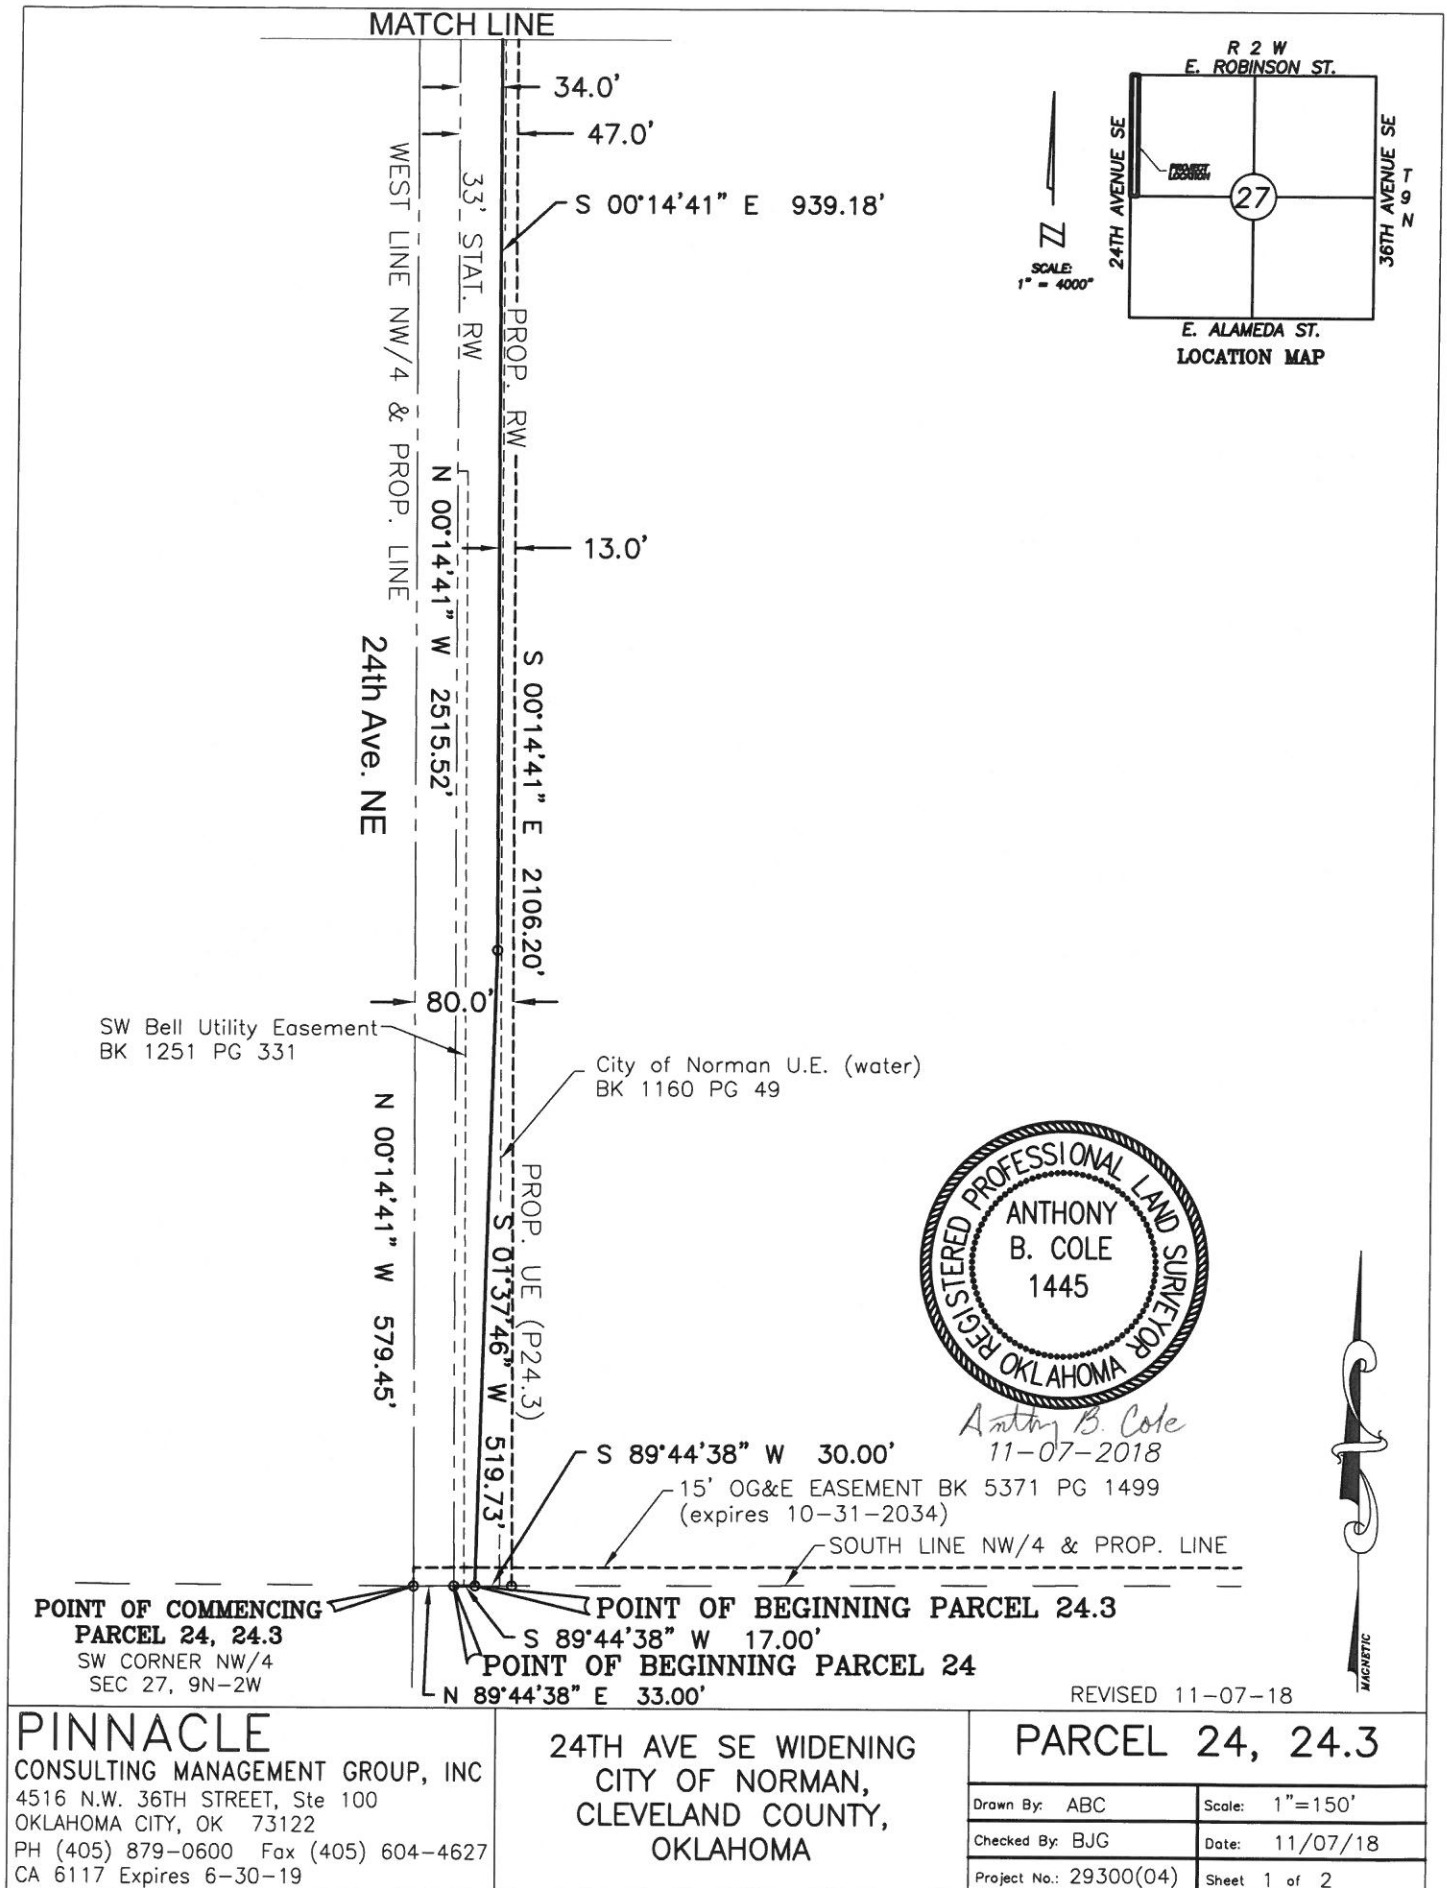 MATCH LINE
34.0'
47.0'
S 00°14'41" E 939.18'
WEST LINE NW/4 & PROP. LINE
33' STAT. RW
PROP. RW
N 00°14'41" W 2515.52'
13.0'
24th Ave. NE
S 00°14'41" E 2106.20'
80.0'
SW Bell Utility Easement
BK 1251 PG 331
City of Norman U.E. (water)
BK 1160 PG 49
N 00°14'41" W 579.45'
PROP. UE (P24.3)
S 01°37'46" W 519.73'
S 89°44'38" W 30.00'
15' OG&E EASEMENT BK 5371 PG 1499
(expires 10-31-2034)
SOUTH LINE NW/4 & PROP. LINE
POINT OF COMMENCING
PARCEL 24, 24.3
SW CORNER NW/4
SEC 27, 9N-2W
POINT OF BEGINNING PARCEL 24.3
S 89°44'38" W 17.00'
POINT OF BEGINNING PARCEL 24
N 89°44'38" E 33.00'
R 2 W
E. ROBINSON ST.
24TH AVENUE SE
PROJECT
LOCATION
27
36TH AVENUE SE
T
9
N
N
SCALE:
1" = 4000"
E. ALAMEDA ST.
LOCATION MAP
REGISTERED PROFESSIONAL LAND SURVEYOR
OKLAHOMA
ANTHONY
B. COLE
1445
Anthony B. Cole
11-07-2018
MAGNETIC
REVISED 11-07-18
PINNACLE
CONSULTING MANAGEMENT GROUP, INC
4516 N.W. 36TH STREET, Ste 100
OKLAHOMA CITY, OK 73122
PH (405) 879-0600 Fax (405) 604-4627
CA 6117 Expires 6-30-19
24TH AVE SE WIDENING
CITY OF NORMAN,
CLEVELAND COUNTY,
OKLAHOMA
PARCEL 24, 24.3
Drawn By: ABC
Scale: 1"=150'
Checked By: BJG
Date: 11/07/18
Project No.: 29300(04)
Sheet 1 of 2